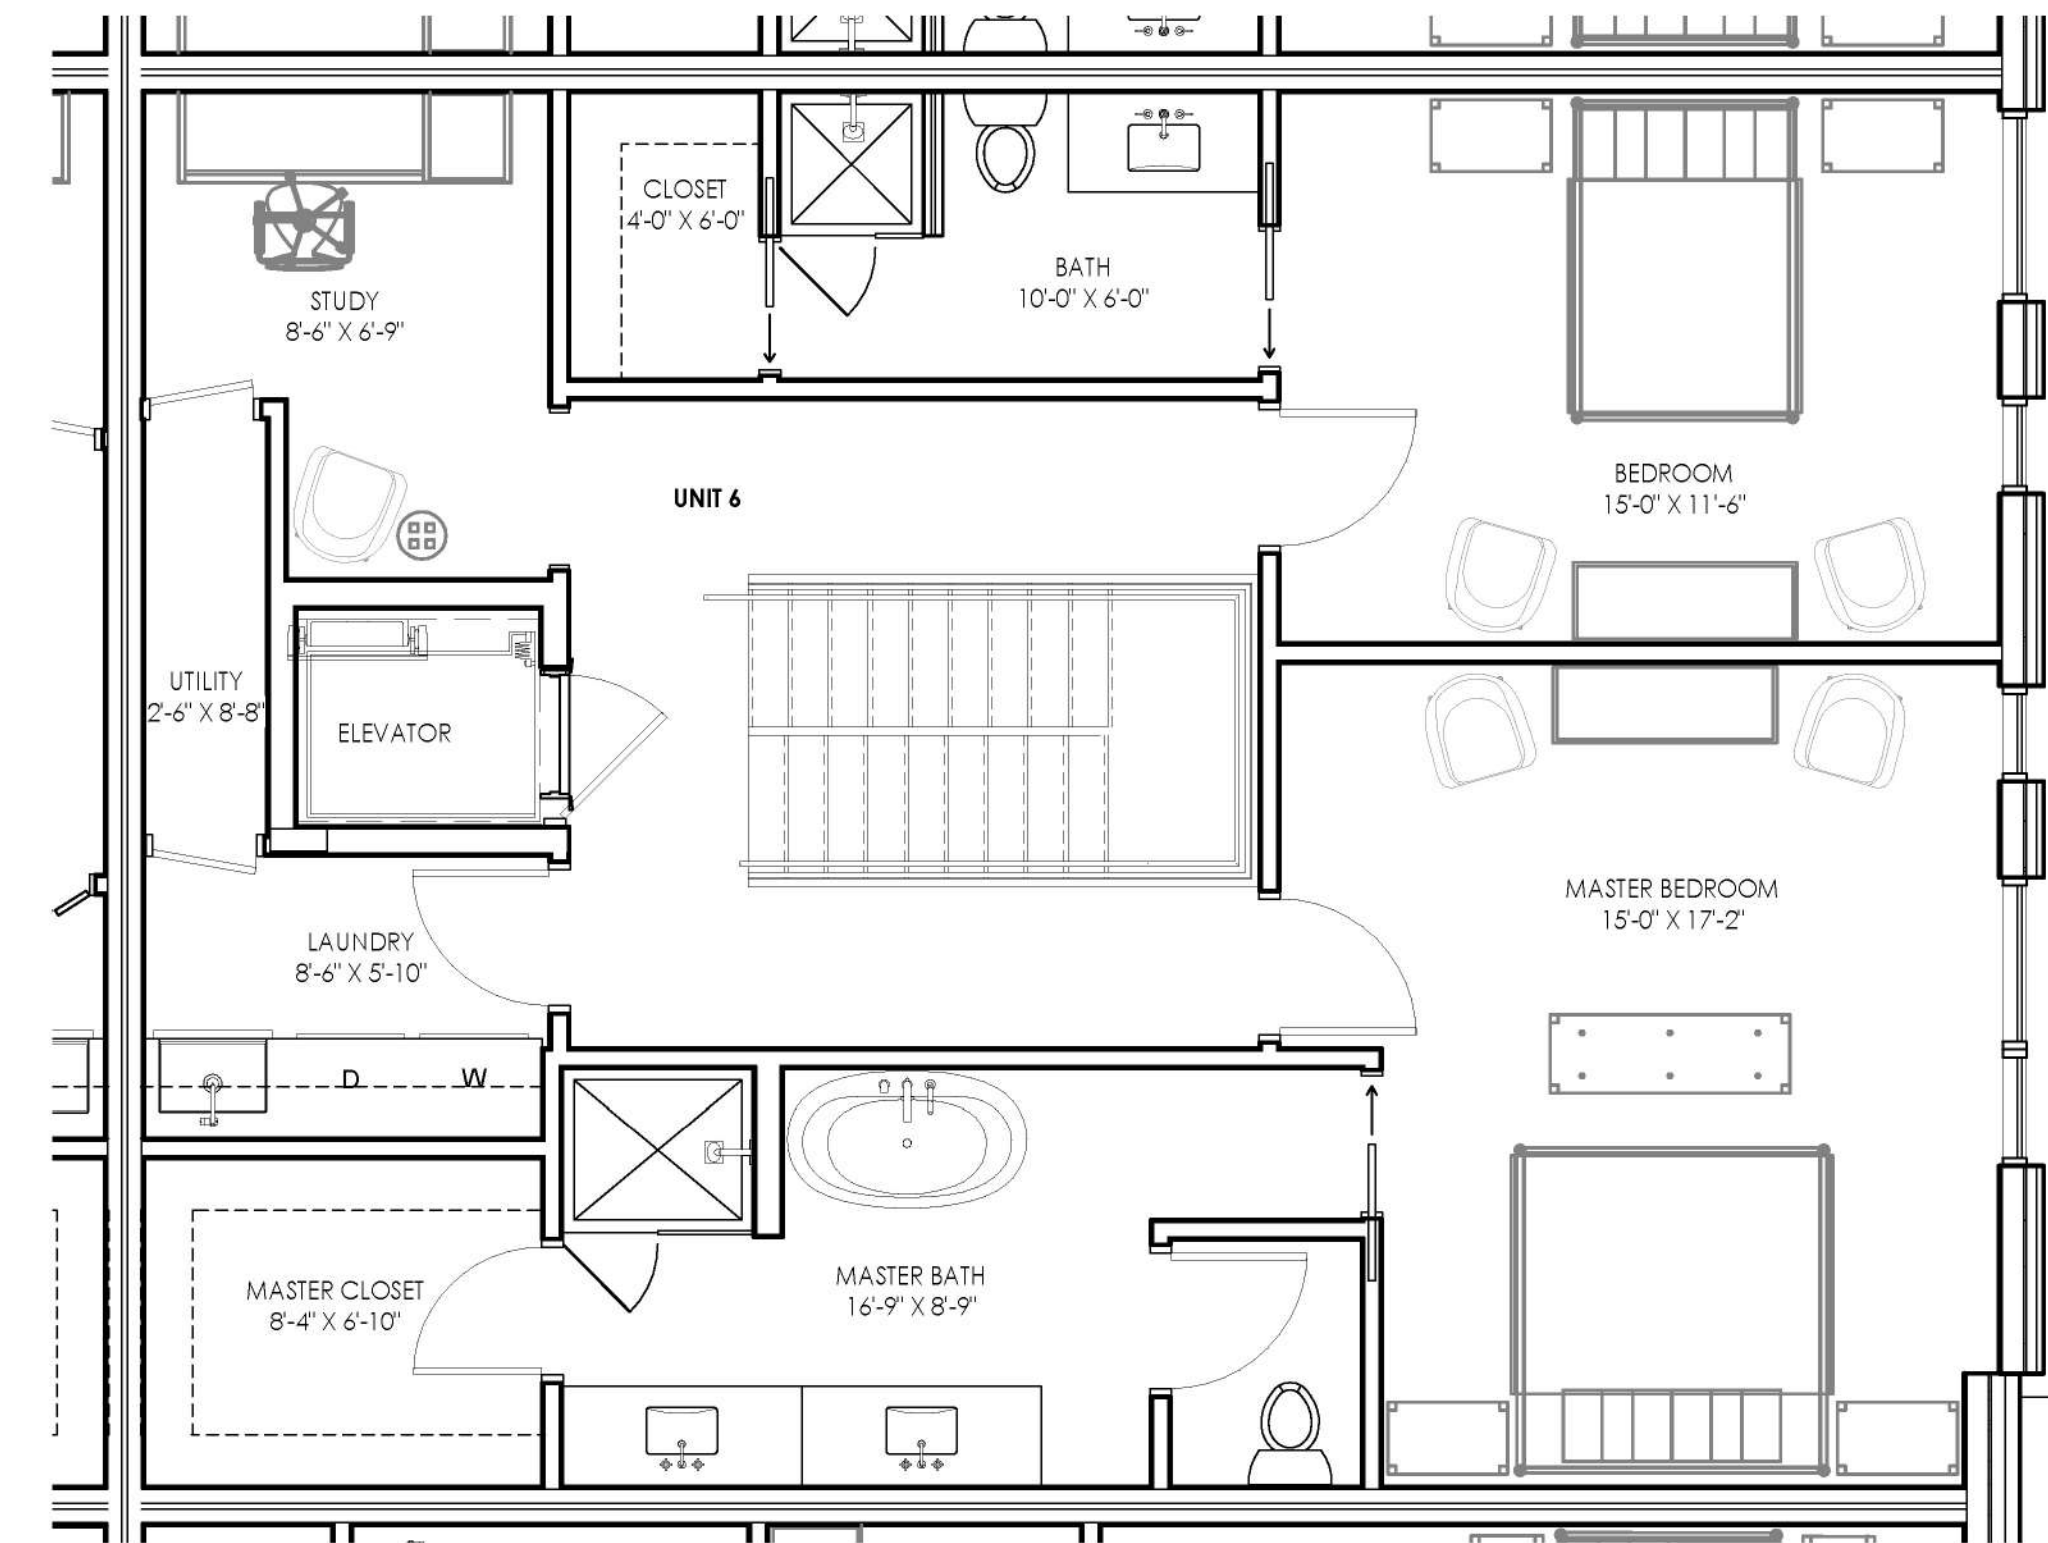 CLOSET
4'-0" X 6'-0"
BATH
10'-0" X 6'-0"
STUDY
8'-6" X 6'-9"
BEDROOM
15'-0" X 11'-6"
UNIT 6
UTILITY
2'-6" X 8'-8"
ELEVATOR
MASTER BEDROOM
15'-0" X 17'-2"
LAUNDRY
8'-6" X 5'-10"
D W
MASTER CLOSET
8'-4" X 6'-10"
MASTER BATH
16'-9" X 8'-9"